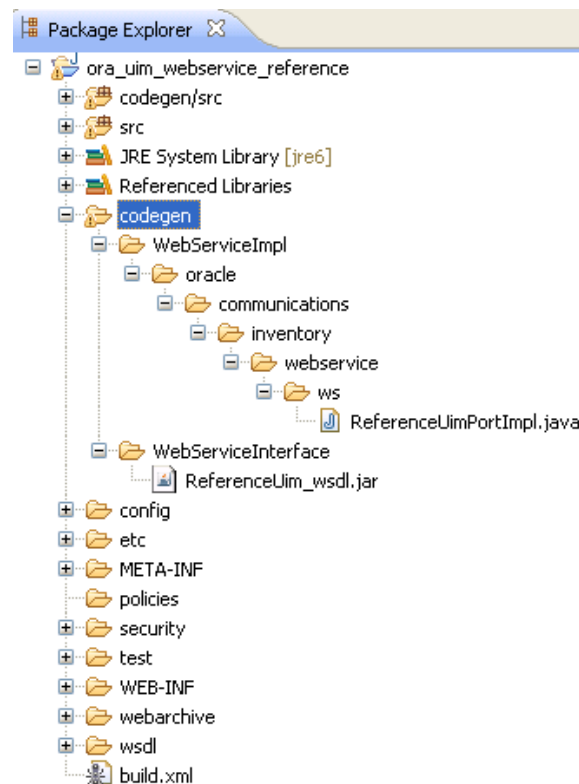 Package Explorer
ora_uim_webservice_reference
codegen/src
src
JRE System Library [jre6]
Referenced Libraries
codegen
WebServiceImpl
oracle
communications
inventory
webservice
ws
ReferenceUimPortImpl.java
WebServiceInterface
ReferenceUim_wsdl.jar
config
etc
META-INF
policies
security
test
WEB-INF
webarchive
wsdl
build.xml